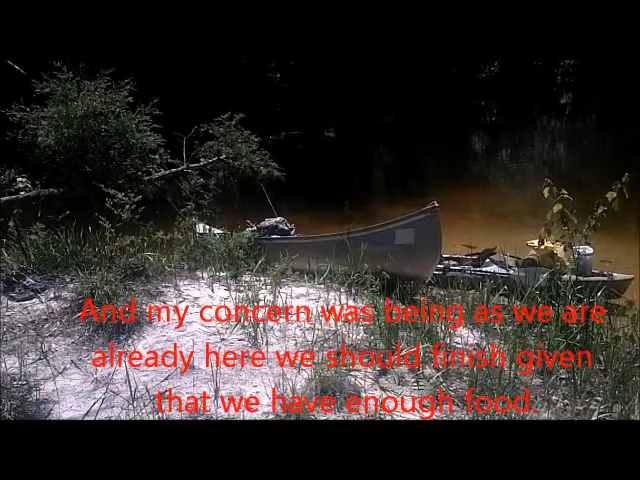 And my concern was being as we are
already here we should finish given
that we have enough food.